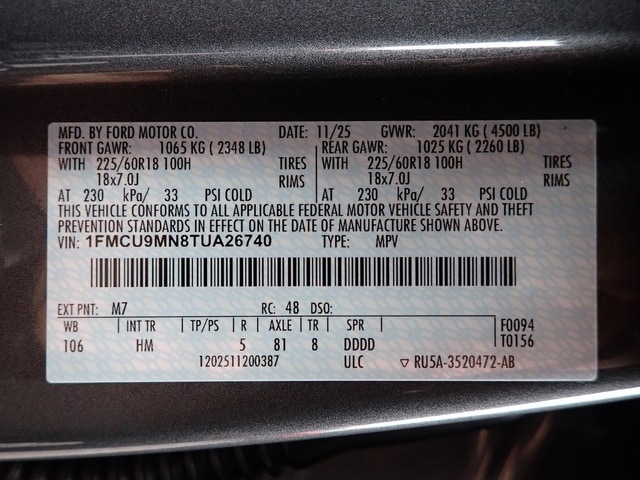 MFD. BY FORD MOTOR CO. DATE: 11/25 GVWR: 2041 KG ( 4500 LB)
FRONT GAWR: 1065 KG ( 2348 LB) REAR GAWR: 1025 KG ( 2260 LB)
WITH 225/60R18 100H TIRES WITH 225/60R18 100H TIRES
18x7.0J RIMS 18x7.0J RIMS
AT 230 kPa/ 33 PSI COLD AT 230 kPa/ 33 PSI COLD
THIS VEHICLE CONFORMS TO ALL APPLICABLE FEDERAL MOTOR VEHICLE SAFETY AND THEFT
PREVENTION STANDARDS IN EFFECT ON THE DATE OF MANUFACTURE SHOWN ABOVE.
VIN: 1FMCU9MN8TUA26740 TYPE: MPV
EXT PNT: M7 RC: 48 DSO:
WB INT TR TP/PS R AXLE TR SPR F0094
106 HM 5 81 8 DDDD T0156
1202511200387 ULC ▽ RU5A-3520472-AB